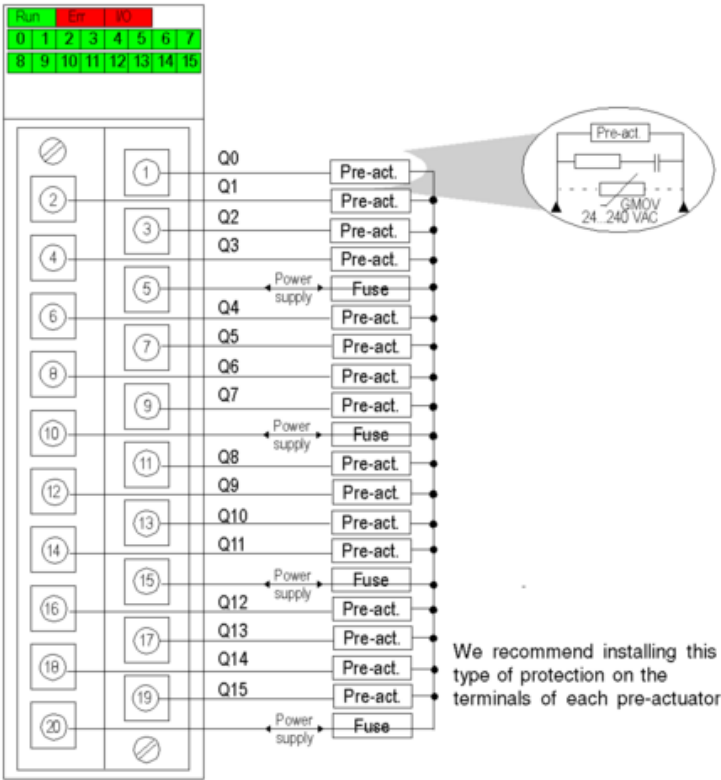 Run Err I/O
0 1 2 3 4 5 6 7
8 9 10 11 12 13 14 15
1 Q0 Pre-act.
2 Q1 Pre-act.
3 Q2 Pre-act.
4 Q3 Pre-act.
5 Power supply Fuse
6 Q4 Pre-act.
7 Q5 Pre-act.
8 Q6 Pre-act.
9 Q7 Pre-act.
10 Power supply Fuse
11 Q8 Pre-act.
12 Q9 Pre-act.
13 Q10 Pre-act.
14 Q11 Pre-act.
15 Power supply Fuse
16 Q12 Pre-act.
17 Q13 Pre-act.
18 Q14 Pre-act.
19 Q15 Pre-act.
20 Power supply Fuse
Pre-act.
GMOV
24...240 VAC
We recommend installing this
type of protection on the
terminals of each pre-actuator